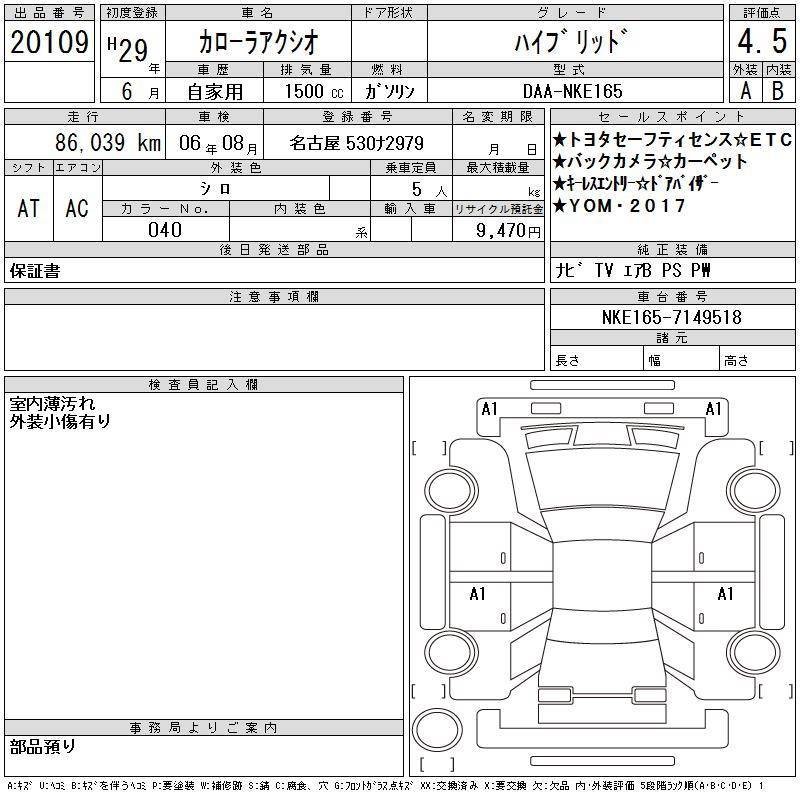 出品番号 初度登録 車名 ドア形状 グレード 評価点
20109 H29年 カローラアクシオ ハイブリッド 4.5
車歴 排気量 燃料 型式 外装 内装
6月 自家用 1500cc ガソリン DAA-NKE165 A B
走行 車検 登録番号 名変期限 セールスポイント
86,039km 06年08月 名古屋 530ナ2979 月 日
★トヨタセーフティセンス☆ETC
★バックカメラ☆カーペット
★キーレスエントリー☆ドアバイザー
★YOM・2017
シフト エアコン 外装色 乗車定員 最大積載量
AT AC シロ 5人 kg
カラーNo. 内装色 輸入車 リサイクル預託金
040 系 9,470円
後日発送部品 純正装備
保証書 ナビ TV エアB PS PW
注意事項欄 車台番号
NKE165-7149518
諸元
長さ 幅 高さ
検査員記入欄
室内薄汚れ
外装小傷有り
A1 A1
A1 A1
事務局よりご案内
部品預り
A:キズ U:ヘコミ B:キズを伴うヘコミ P:要塗装 W:補修跡 S:錆 C:腐食、穴 G:フロントガラス点キズ XX:交換済み X:要交換 欠:欠品 内・外装評価 5段階ランク順(A・B・C・D・E) 1